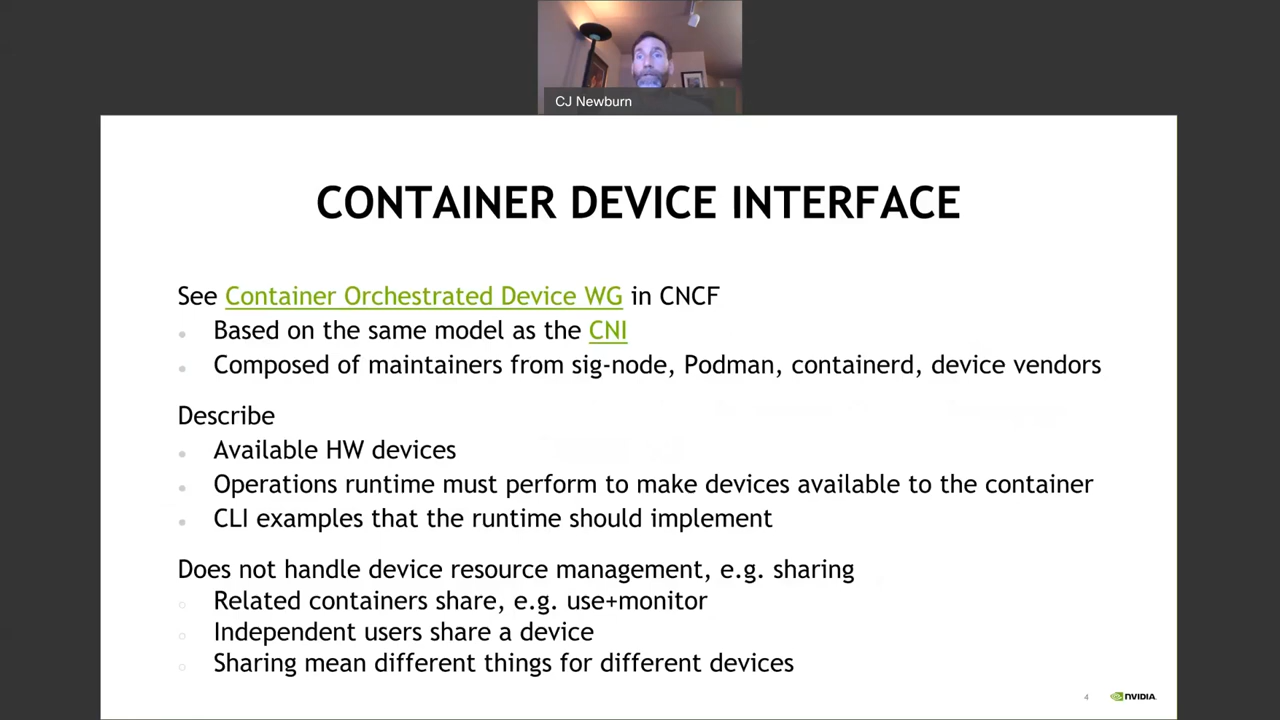 CJ Newburn
CONTAINER DEVICE INTERFACE
See Container Orchestrated Device WG in CNCF
Based on the same model as the CNI
Composed of maintainers from sig-node, Podman, containerd, device vendors
Describe
Available HW devices
Operations runtime must perform to make devices available to the container
CLI examples that the runtime should implement
Does not handle device resource management, e.g. sharing
Related containers share, e.g. use+monitor
Independent users share a device
Sharing mean different things for different devices
4
NVIDIA.